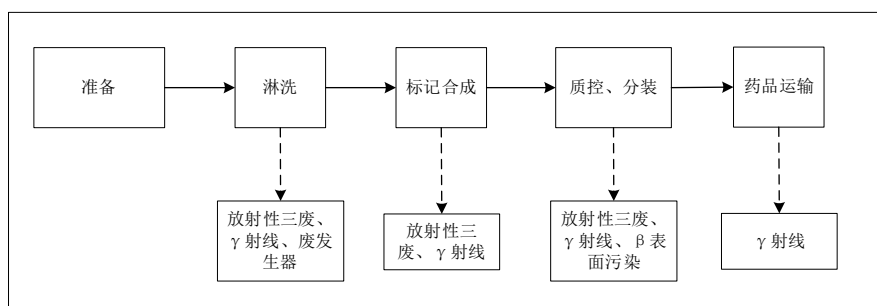 准备
淋洗
标记合成
质控、分装
药品运输
放射性三废、
γ射线、废发
生器
放射性三
废、γ射线
放射性三废、
γ射线、β表
面污染
γ射线